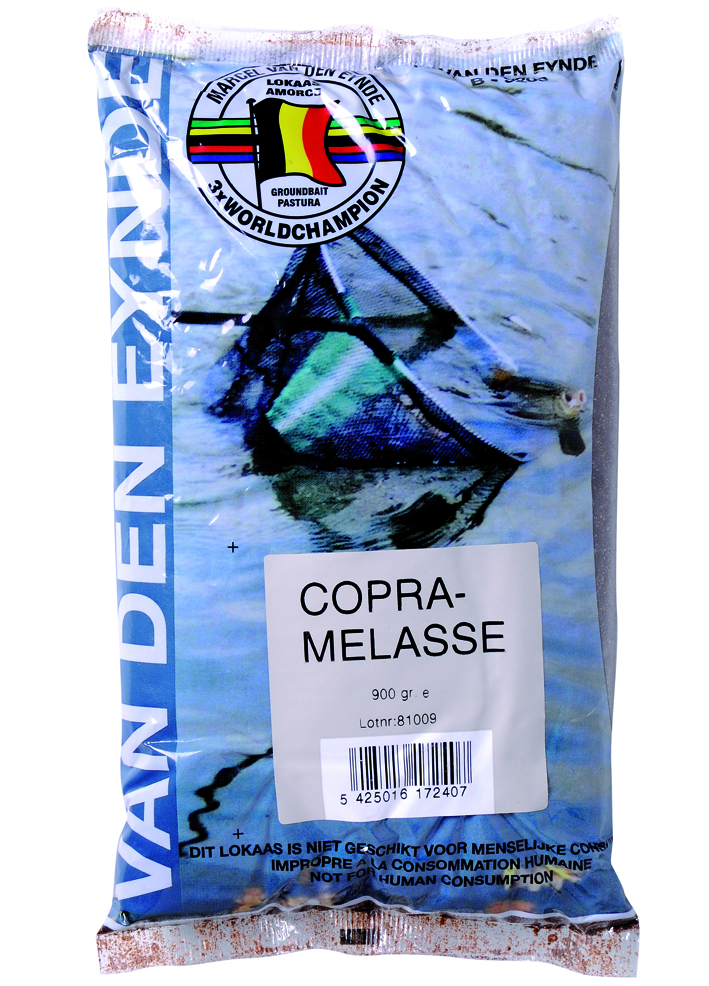 MARCEL VAN DEN EYNDE
LOKAAS
AMORCE
GROUNDBAIT
PASTURA
3xWORLDCHAMPION
VAN DEN EYNDE
VAN DEN EYNDE
COPRA-
MELASSE
900 gr. e
Lotnr:81009
5 425016 172407
DIT LOKAAS IS NIET GESCHIKT VOOR MENSELIJKE
IMPROPRE A LA CONSOMMATION HUMAINE
NOT FOR HUMAN CONSUMPTION